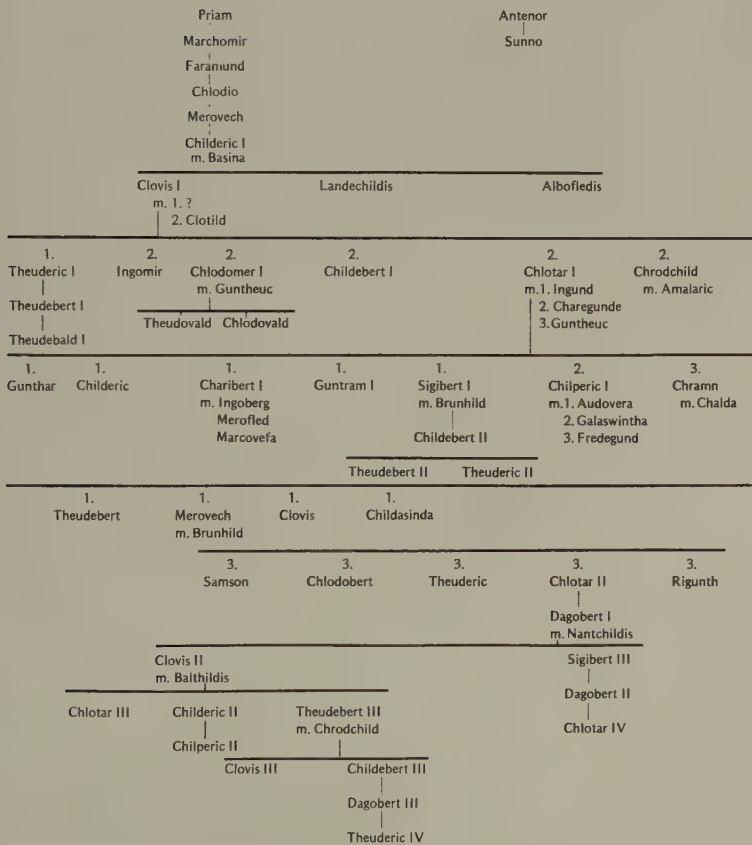 Priam Antenor
Marchomir Sunno
Faramund
Chlodio
Merovech
Childeric I
m. Basina
Clovis I Landechildis Albofledis
m. 1. ?
2. Clotild
1. 2. 2. 2. 2. 2.
Theuderic I Ingomir Chlodomer I Childebert I Chlotar I Chrodchild
m. Guntheuc m.1. Ingund m. Amalaric
Theudebert I 2. Charegunde
Theudovald Chlodovald 3. Guntheuc
Theudebald I
1. 1. 1. 1. 1. 2. 3.
Gunthar Childeric Charibert I Guntram I Sigibert I Chilperic I Chramn
m. Ingoberg m. Brunhild m.1. Audovera m. Chalda
Merofled 2. Galaswintha
Marcovefa Childebert II 3. Fredegund
Theudebert II Theuderic II
1. 1. 1. 1.
Theudebert Merovech Clovis Childasinda
m. Brunhild
3. 3. 3. 3. 3.
Samson Chlodobert Theuderic Chlotar II Rigunth
Dagobert I
m. Nantchildis
Clovis II Sigibert III
m. Balthildis
Dagobert II
Chlotar III Childeric II Theudebert III
m. Chrodchild Chlotar IV
Chilperic II
Clovis III Childebert III
Dagobert III
Theuderic IV